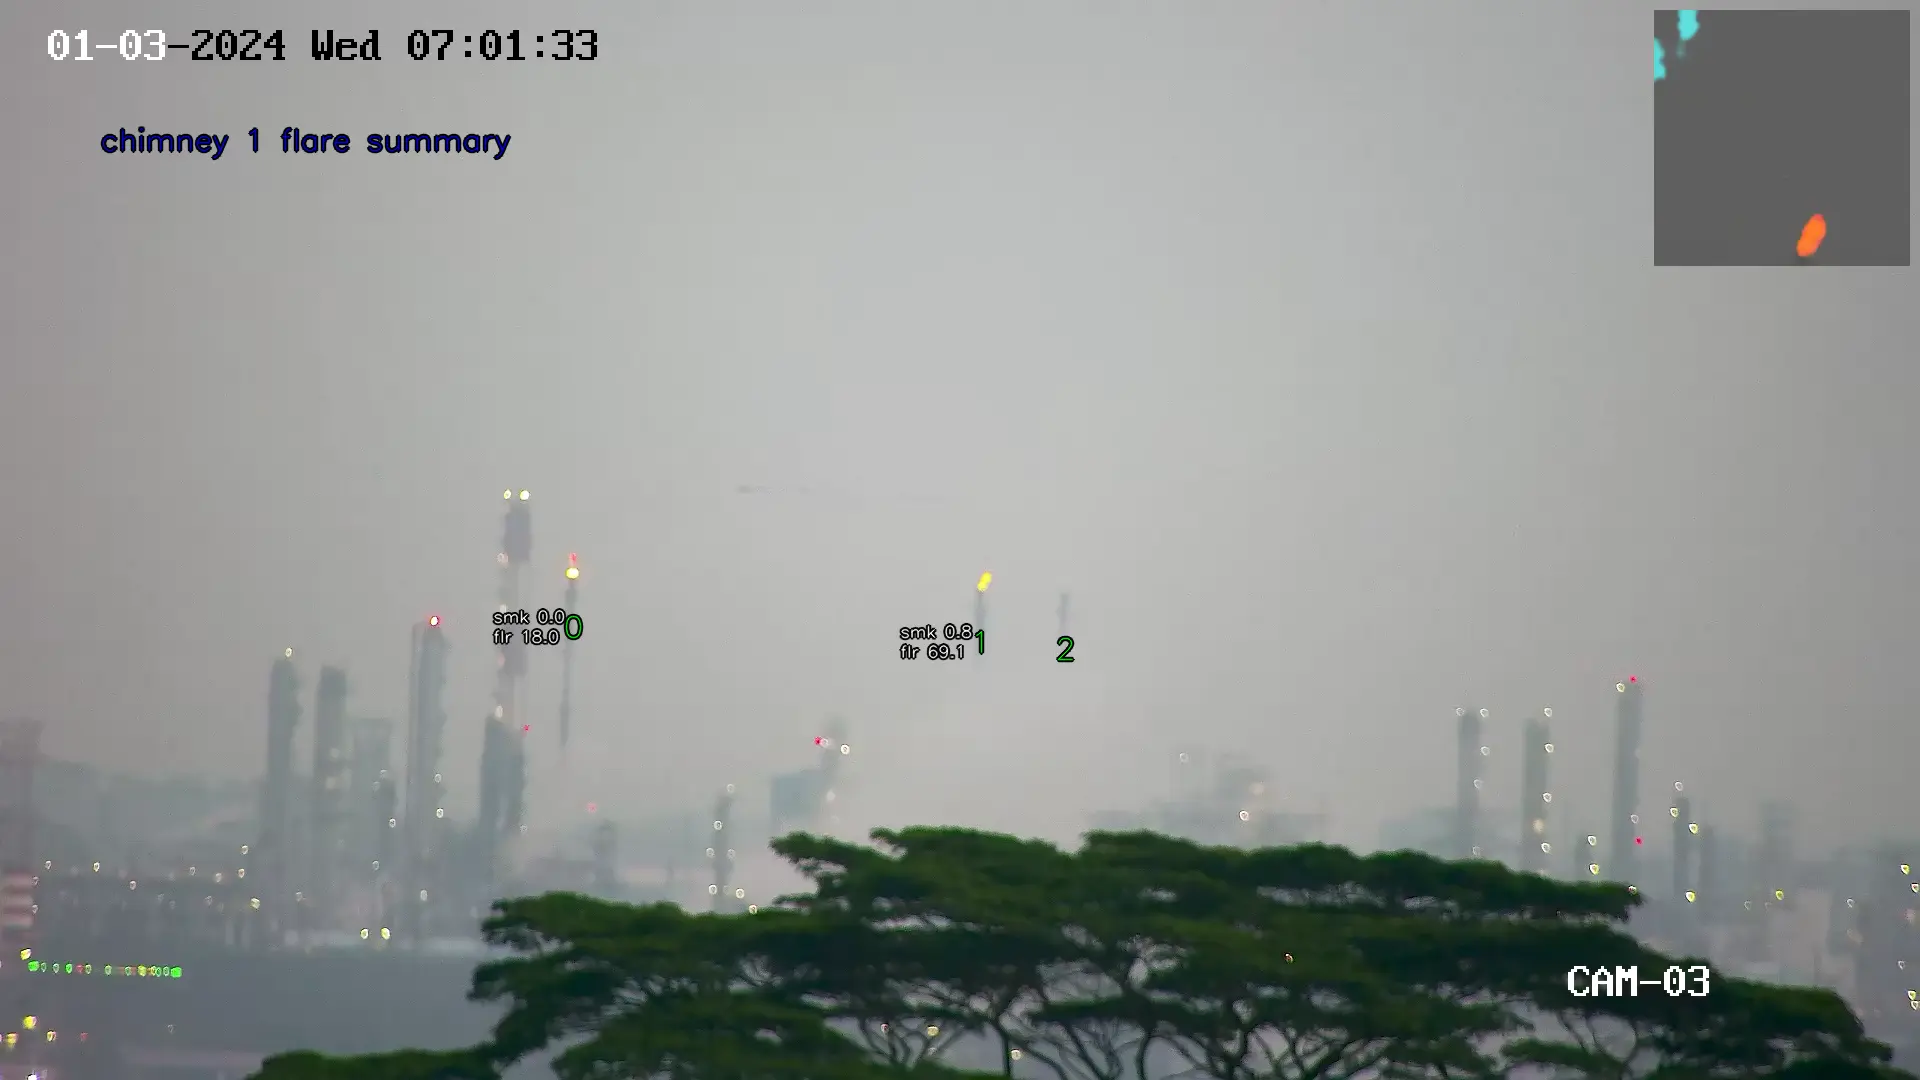 01-03-2024 Wed 07:01:33
chimney 1 flare summary
smk 0.0
flr 18.0
0
smk 0.8
flr 69.1
1
2
CAM-03